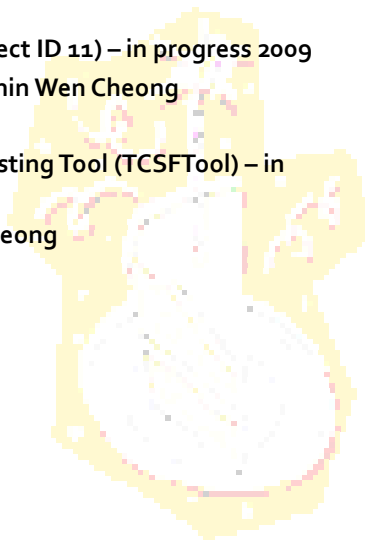 ect ID 11) – in progress 2009
hin Wen Cheong
sting Tool (TCSFTool) – in
eong